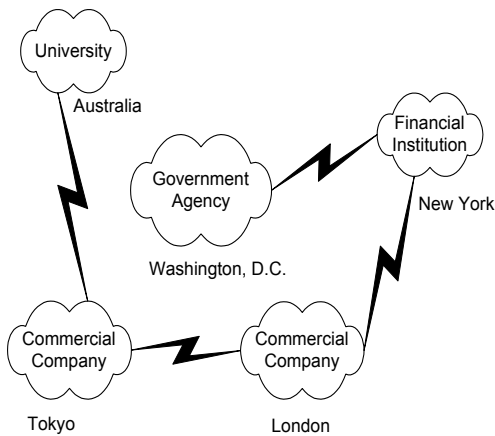 University
Australia
Financial
Institution
New York
Government
Agency
Washington, D.C.
Commercial
Company
Tokyo
Commercial
Company
London